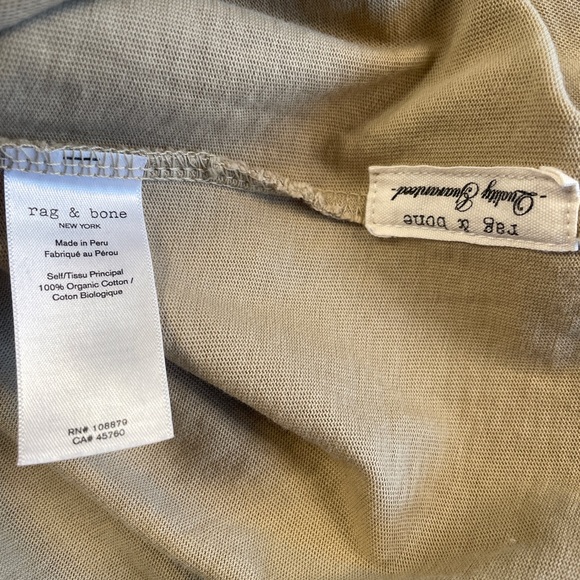 rag & bone
NEW YORK
Made in Peru
Fabriqué au Pérou
Self/Tissu Principal
100% Organic Cotton /
Coton Biologique
RN# 108879
CA# 45760
rag & bone
- Quality Guaranteed -